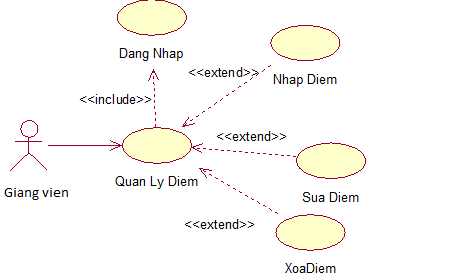 Dang Nhap
<<extend>>
Nhap Diem
<<include>>
<<extend>>
Giang vien
Quan Ly Diem
Sua Diem
<<extend>>
XoaDiem